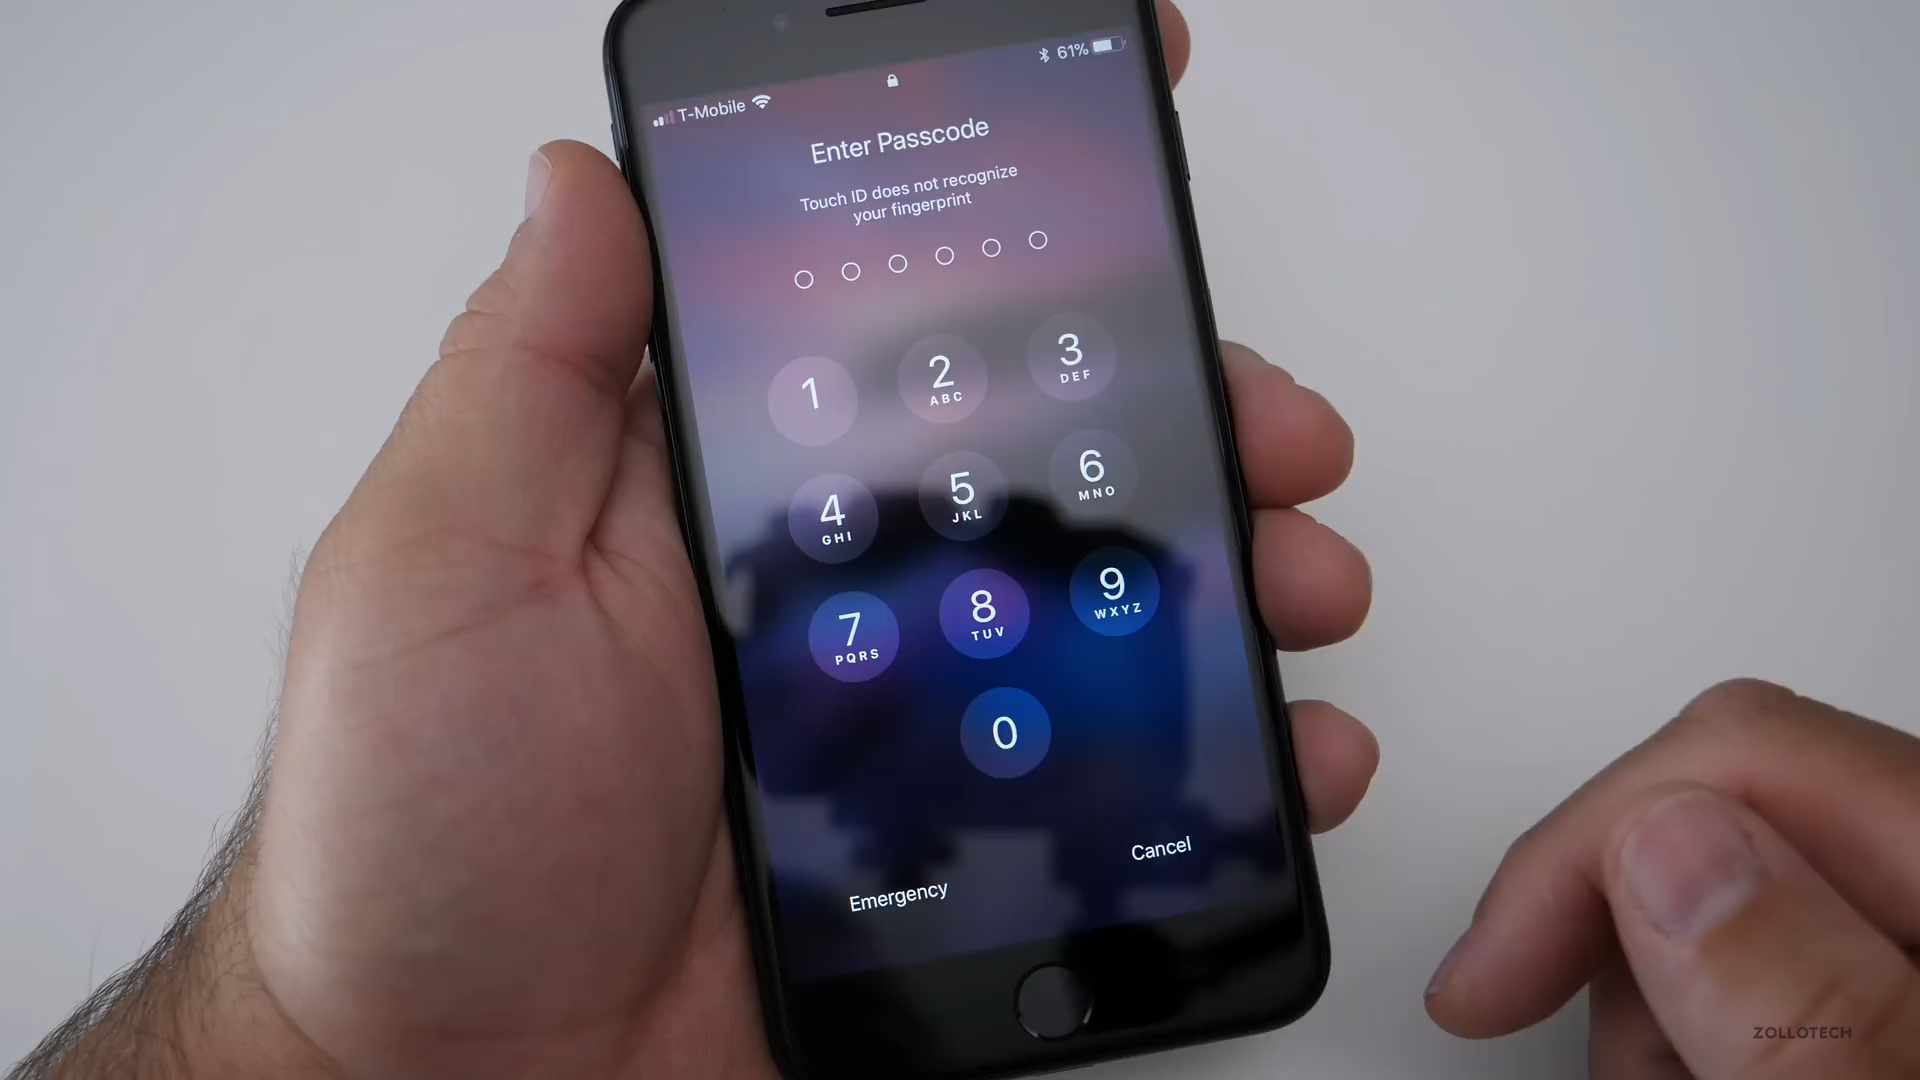 T-Mobile
61%
Enter Passcode
Touch ID does not recognize
your fingerprint
1
2
ABC
3
DEF
4
GHI
5
JKL
6
MNO
7
PQRS
8
TUV
9
WXYZ
0
Emergency
Cancel
ZOLLOTECH